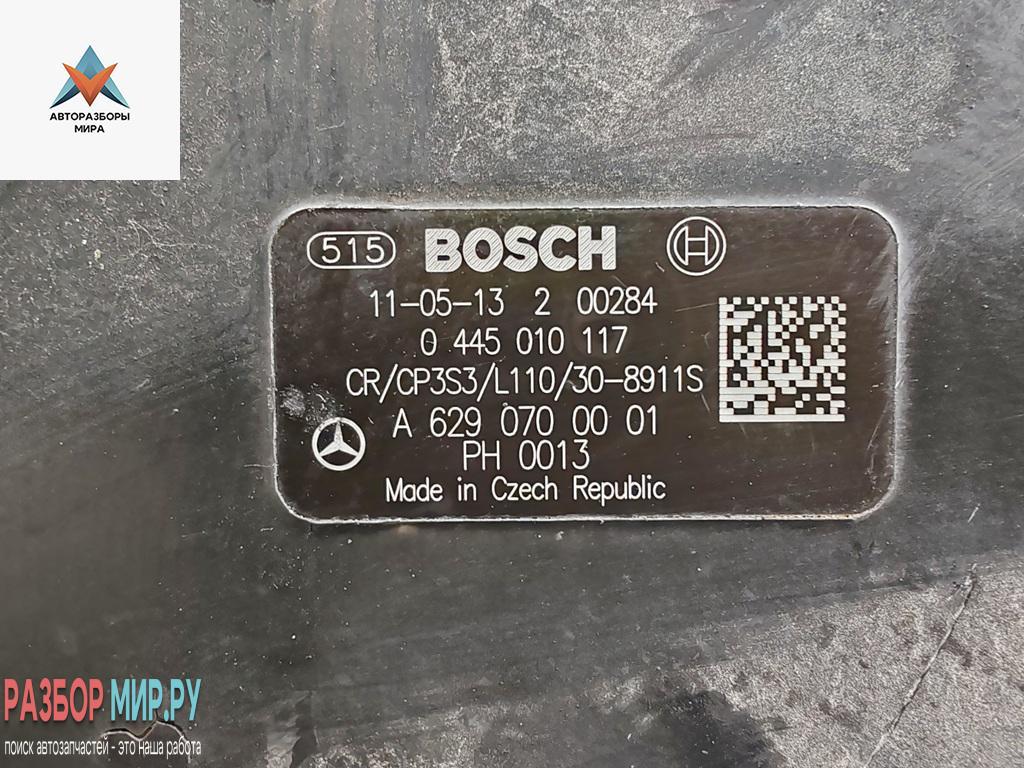 АВТОРАЗБОРЫ
МИРА
515 BOSCH H
11-05-13 2 00284
0 445 010 117
CR/CP3S3/L110/30-8911S
A 629 070 00 01
PH 0013
Made in Czech Republic
РАЗБОР МИР.РУ
поиск автозапчастей - это наша работа